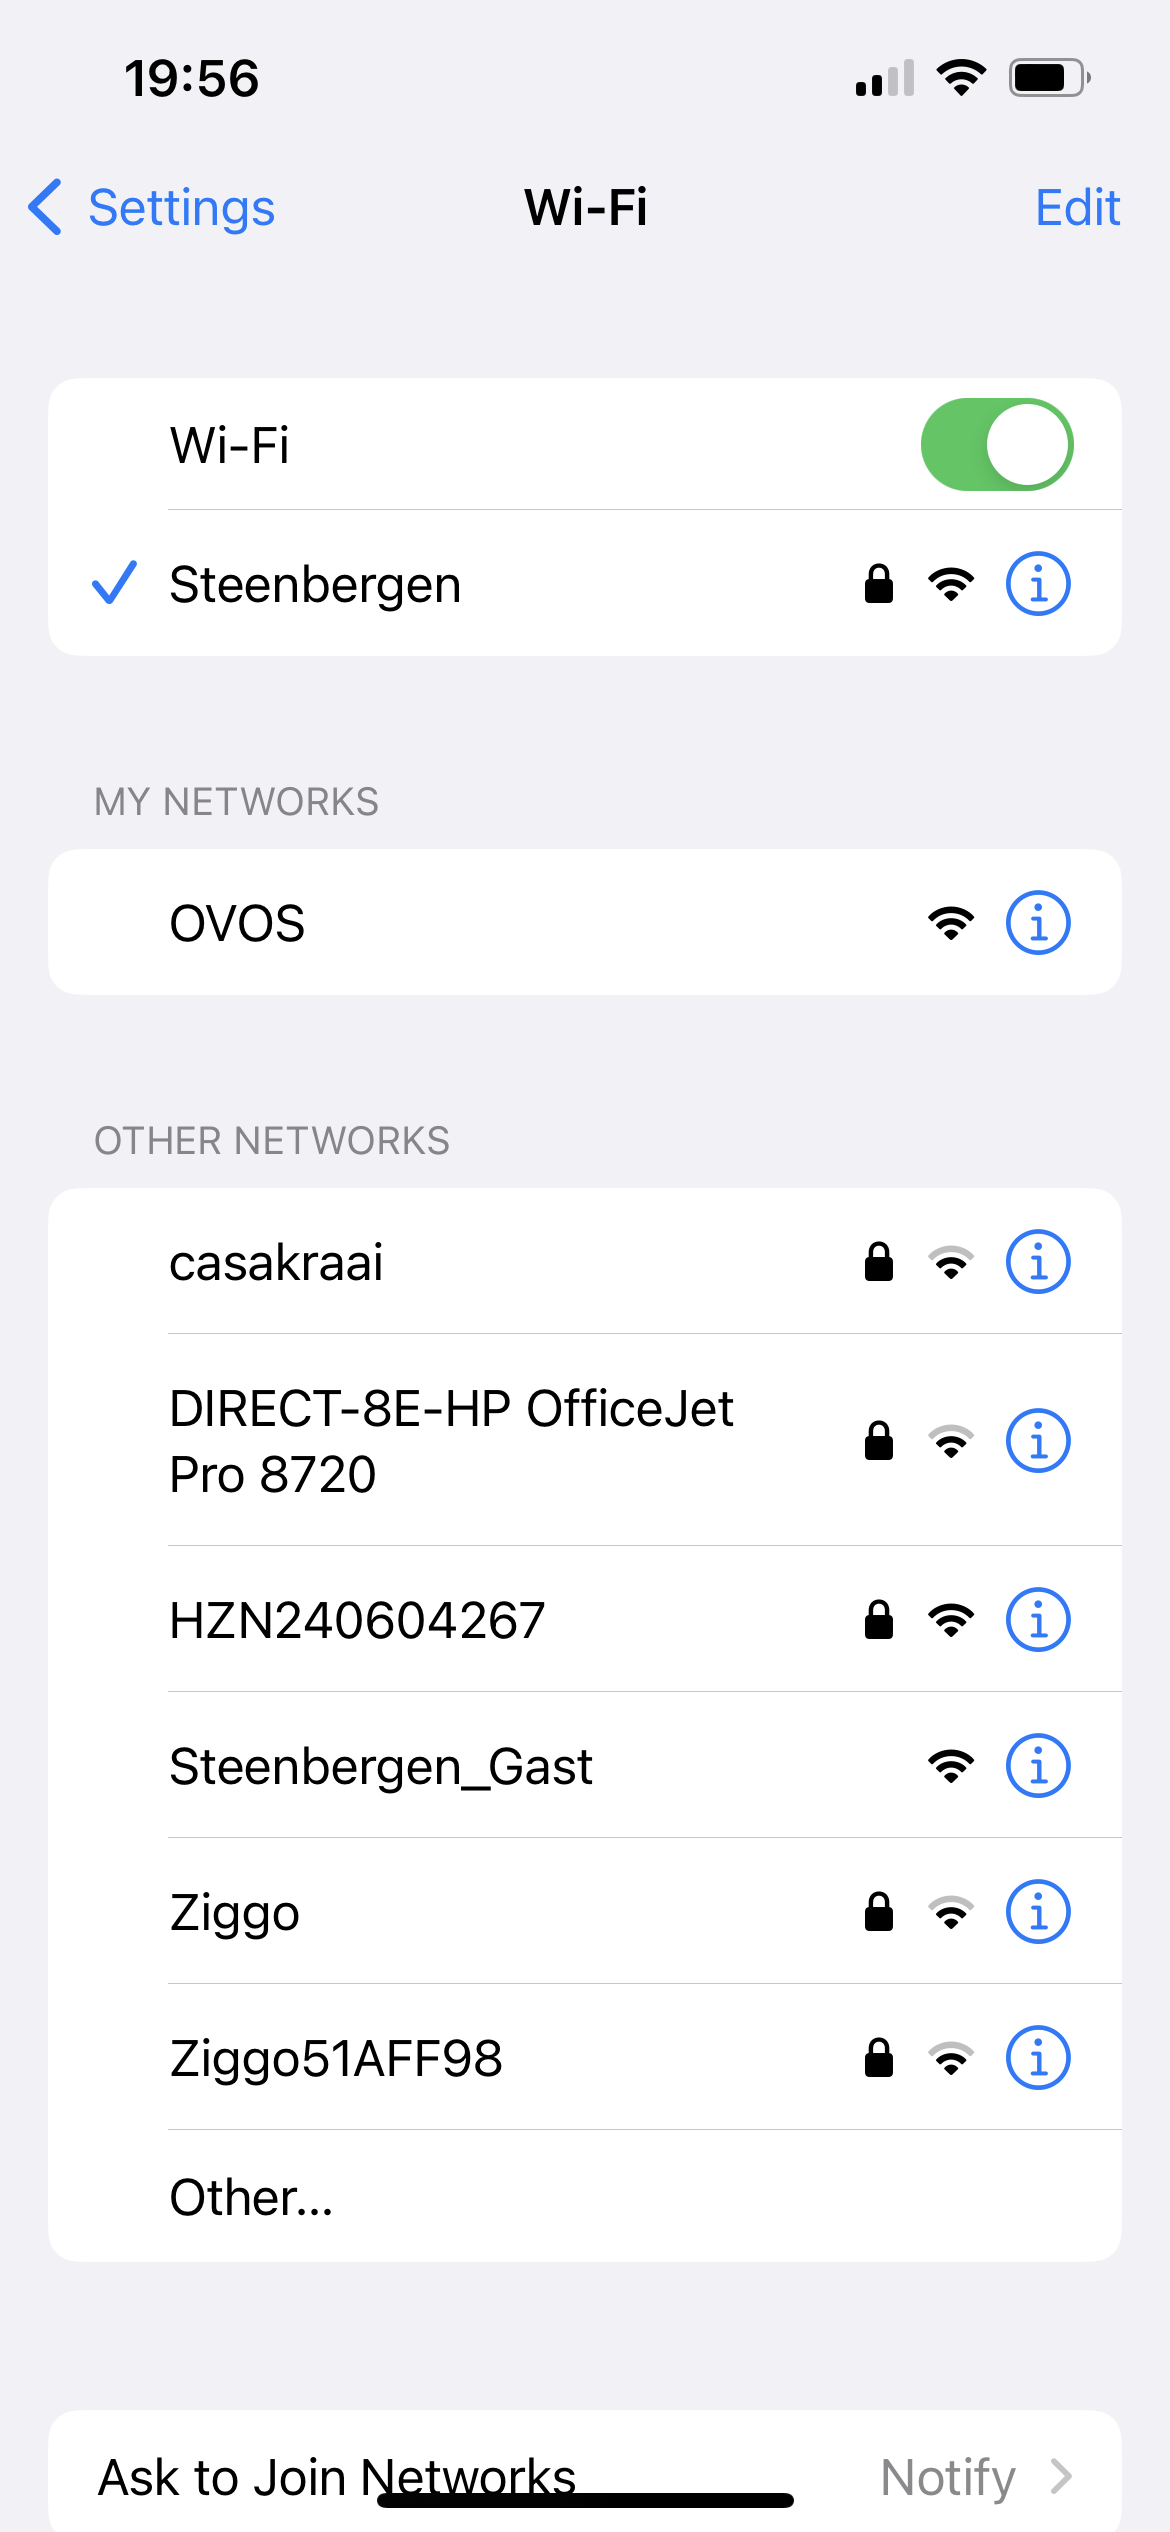 19:56
Settings
Wi-Fi
Edit
Wi-Fi
Steenbergen
MY NETWORKS
OVOS
OTHER NETWORKS
casakraai
DIRECT-8E-HP OfficeJet
Pro 8720
HZN240604267
Steenbergen_Gast
Ziggo
Ziggo51AFF98
Other...
Ask to Join Networks
Notify